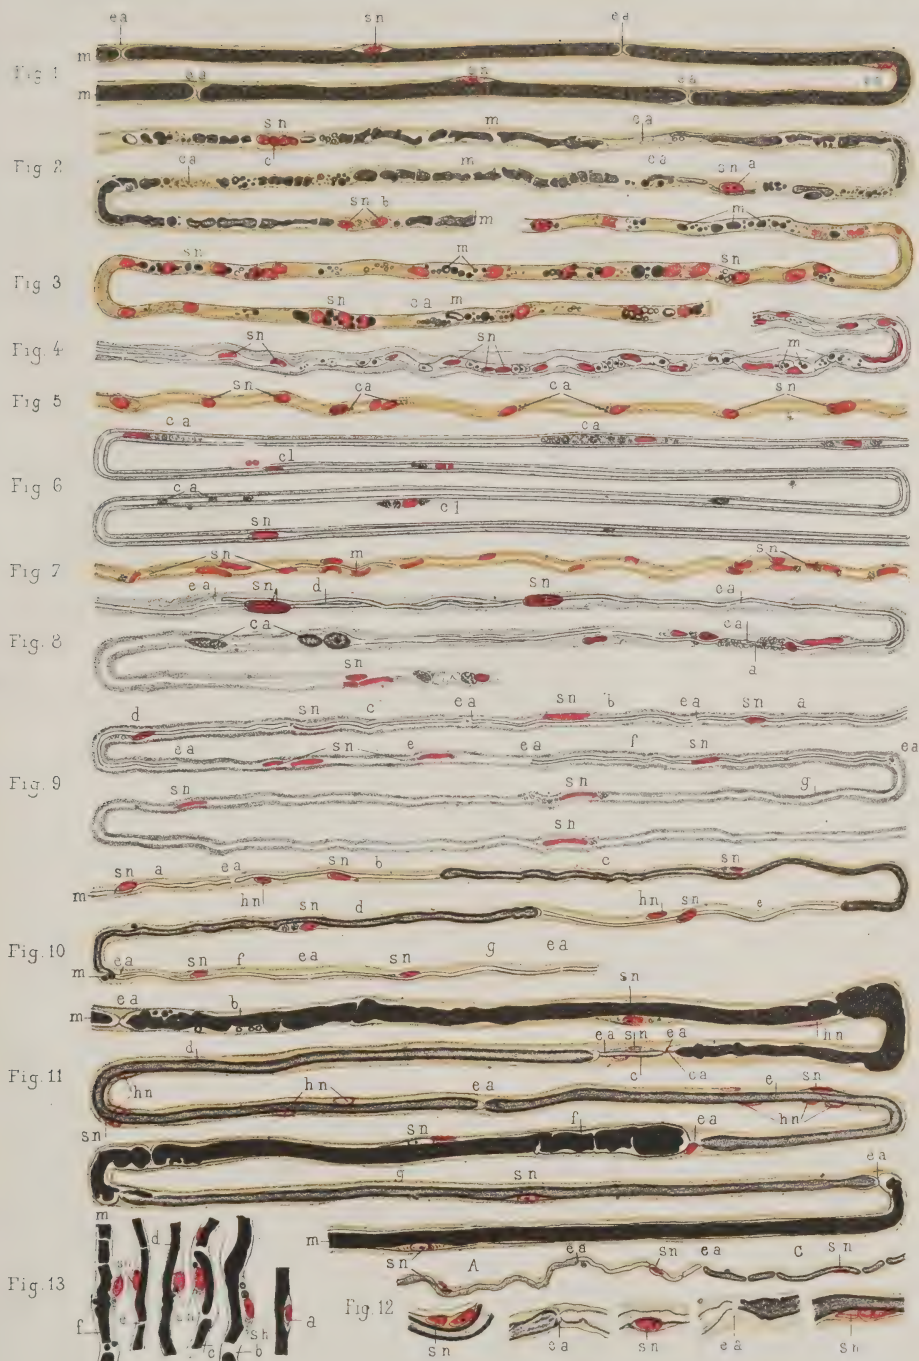 ea sn ea
m
Fig 1
sn
ea ea
m
sn m ea
c
Fig 2
ea m ea sn a
sn b m
m
sn m sn
Fig 3
sn ea m
Fig. 4
sn sn m
Fig 5
sn ca ca sn
ca ca
cl
Fig 6
ca
cl
sn
Fig 7
sn m sn
ea sn d sn ea
Fig. 8
ca ea
a
sn
sn c ea sn b ea sn a
d
ea sn e ea f sn ea
Fig. 9
sn sn g
sn
sn a ea sn b c sn
m hn
sn d hn sn e
Fig. 10
ea sn f ea sn g ea
m
sn
ea b
m hn
d ea sn ea
c ea
Fig. 11
hn hn ea e sn
hn
sn sn f ea
g sn ea
m m
d
sn A ea sn ea C sn
Fig. 13
Fig. 12
f e c sh b a
sn ea sn ea sn